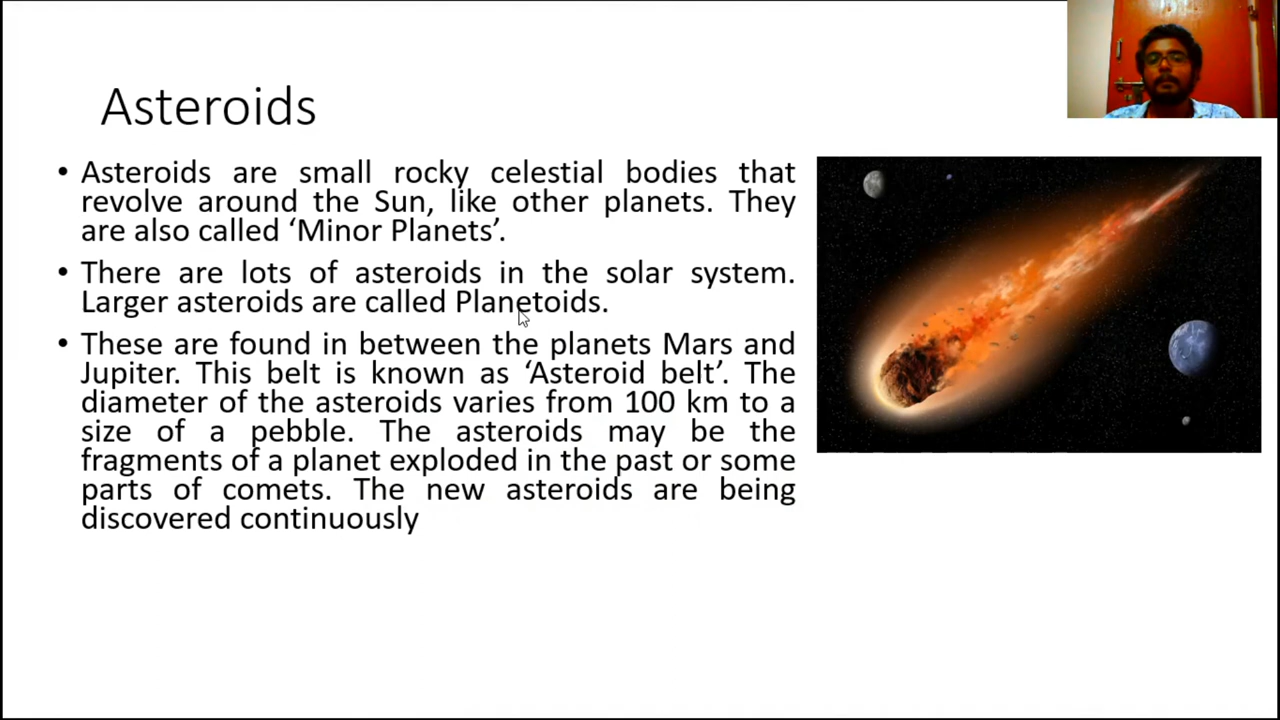 Asteroids
• Asteroids are small rocky celestial bodies that
revolve around the Sun, like other planets. They
are also called ‘Minor Planets’.
• There are lots of asteroids in the solar system.
Larger asteroids are called Planetoids.
• These are found in between the planets Mars and
Jupiter. This belt is known as ‘Asteroid belt’. The
diameter of the asteroids varies from 100 km to a
size of a pebble. The asteroids may be the
fragments of a planet exploded in the past or some
parts of comets. The new asteroids are being
discovered continuously